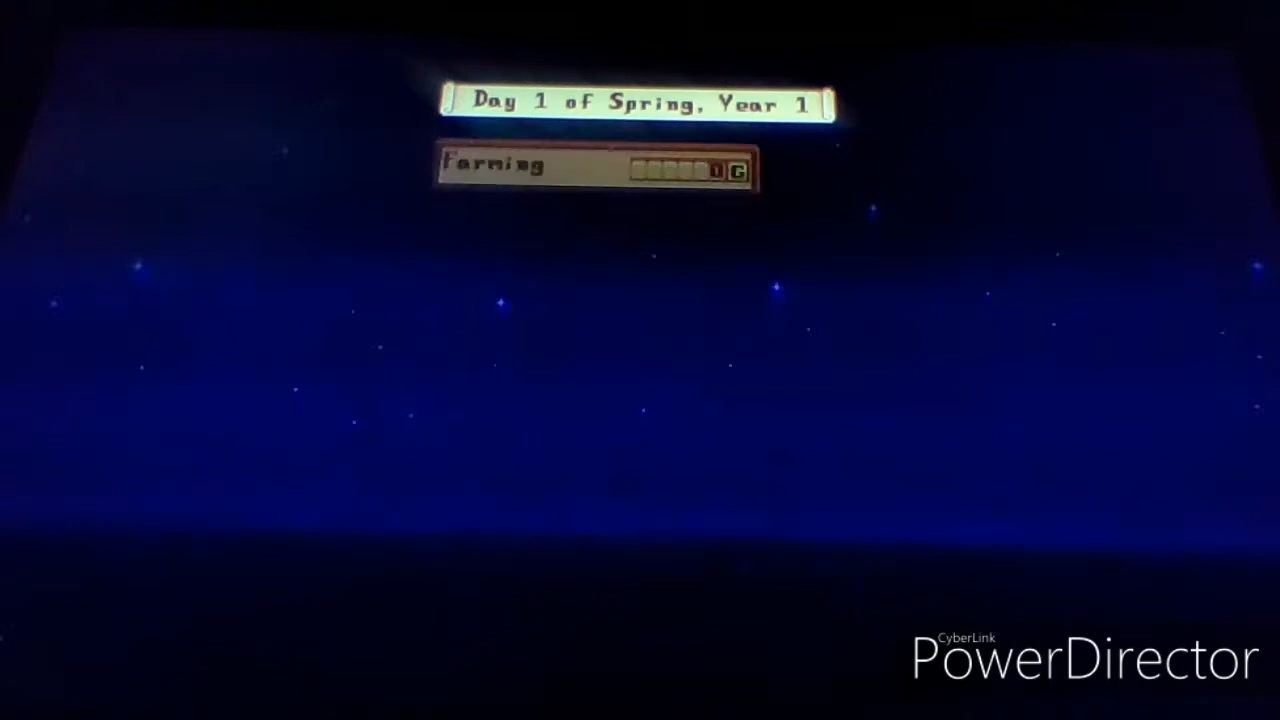 Day 1 of Spring, Year 1
Farming
0 G
CyberLink
PowerDirector